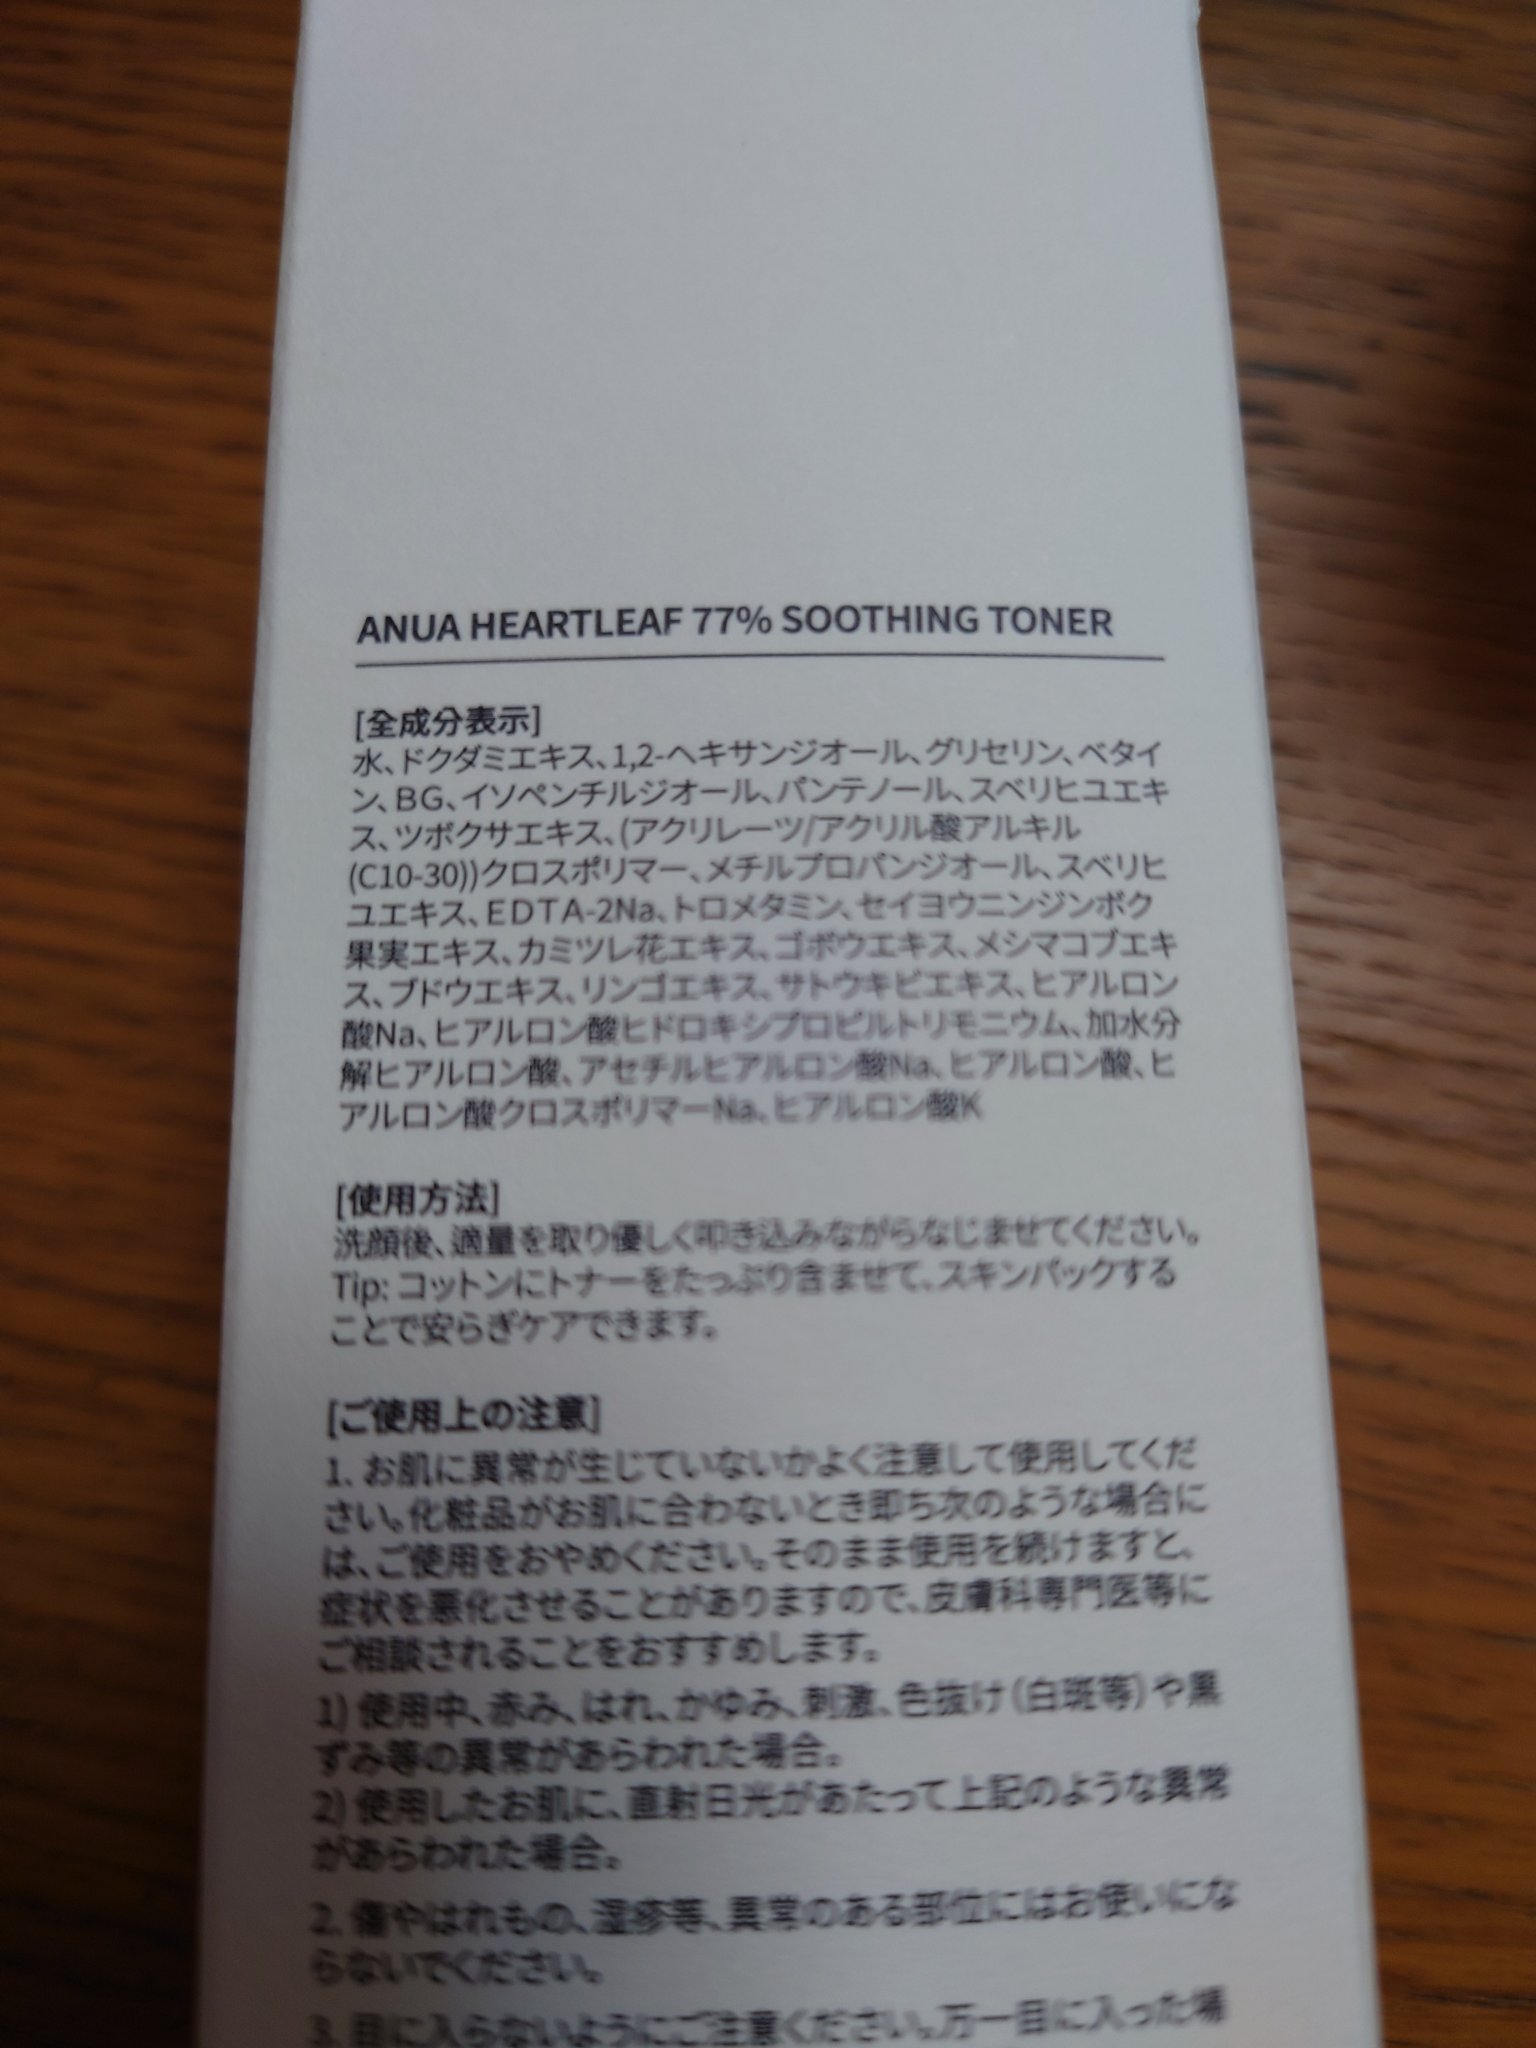 ANUA HEARTLEAF 77% SOOTHING TONER
[全成分表示]
水、ドクダミエキス、1,2-ヘキサンジオール、グリセリン、ベタイ
ン、BG、イソペンチルジオール、パンテノール、スベリヒユエキ
ス、ツボクサエキス、(アクリレーツ/アクリル酸アルキル
(C10-30))クロスポリマー、メチルプロパンジオール、スベリヒ
ユエキス、EDTA-2Na、トロメタミン、セイヨウニンジンボク
果実エキス、カミツレ花エキス、ゴボウエキス、メシマコブエキ
ス、ブドウエキス、リンゴエキス、サトウキビエキス、ヒアルロン
酸Na、ヒアルロン酸ヒドロキシプロピルトリモニウム、加水分
解ヒアルロン酸、アセチルヒアルロン酸Na、ヒアルロン酸、ヒ
アルロン酸クロスポリマーNa、ヒアルロン酸K
[使用方法]
洗顔後、適量を取り優しく叩き込みながらなじませてください。
Tip: コットンにトナーをたっぷり含ませて、スキンパックする
ことで安らぎケアできます。
[ご使用上の注意]
1. お肌に異常が生じていないかよく注意して使用してくだ
さい。化粧品がお肌に合わないとき即ち次のような場合に
は、ご使用をおやめください。そのまま使用を続けますと、
症状を悪化させることがありますので、皮膚科専門医等に
ご相談されることをおすすめします。
1) 使用中、赤み、はれ、かゆみ、刺激、色抜け(白斑等)や黒
ずみ等の異常があらわれた場合。
2) 使用したお肌に、直射日光があたって上記のような異常
があらわれた場合。
2. 傷やはれもの、湿疹等、異常のある部位にはお使いにな
らないでください。
3. 目に入らないようにご注意ください。万一目に入った場